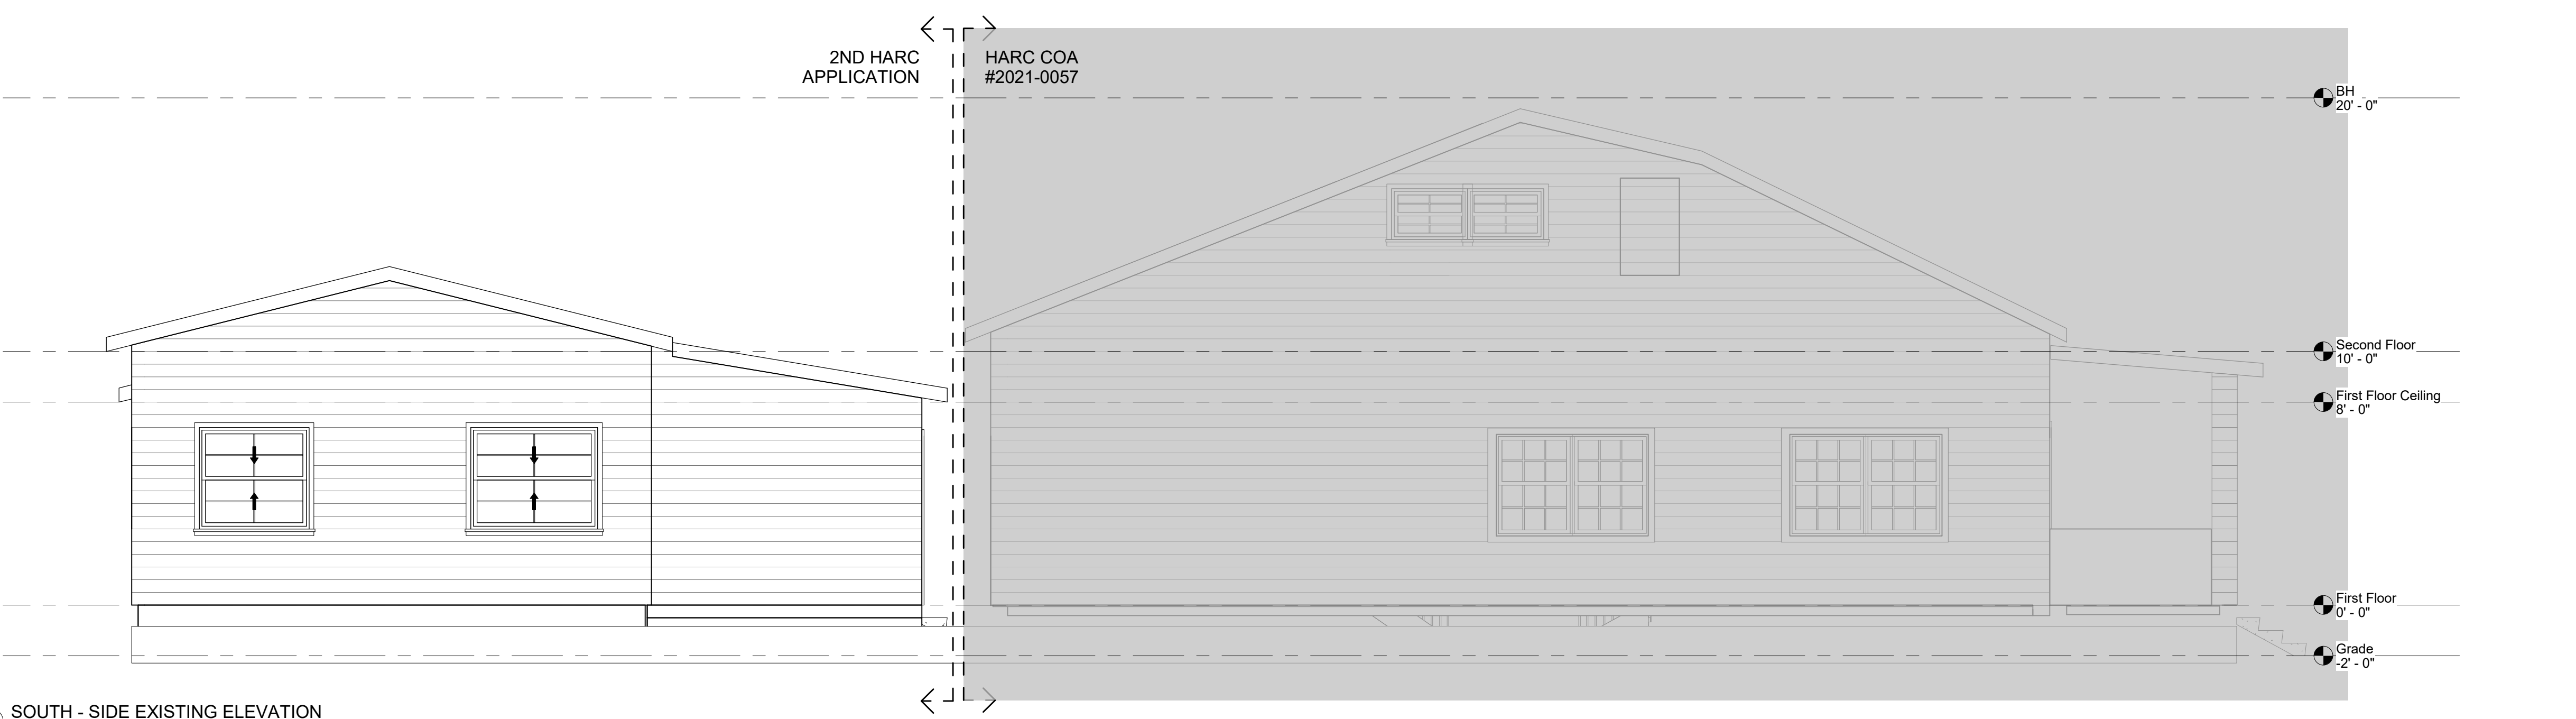 2ND HARC
APPLICATION
HARC COA
#2021-0057
BH
20' - 0"
Second Floor
10' - 0"
First Floor Ceiling
8' - 0"
First Floor
0' - 0"
Grade
-2' - 0"
SOUTH - SIDE EXISTING ELEVATION